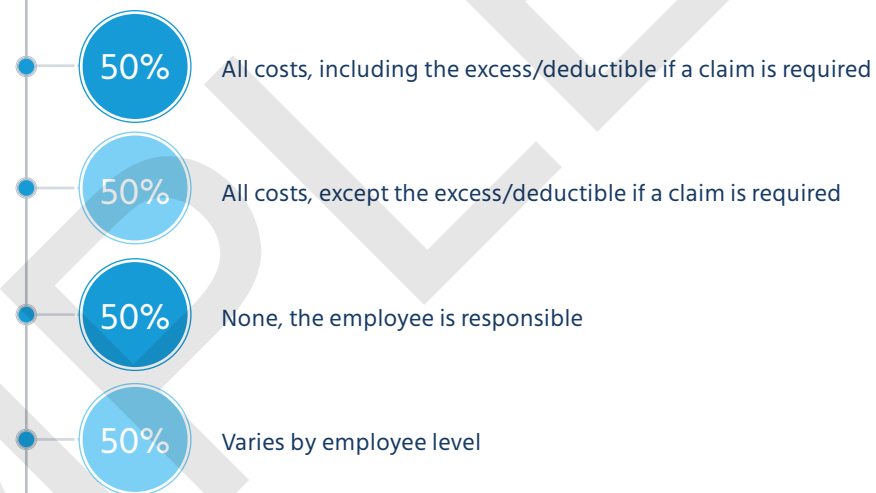 50% All costs, including the excess/deductible if a claim is required
50% All costs, except the excess/deductible if a claim is required
50% None, the employee is responsible
50% Varies by employee level